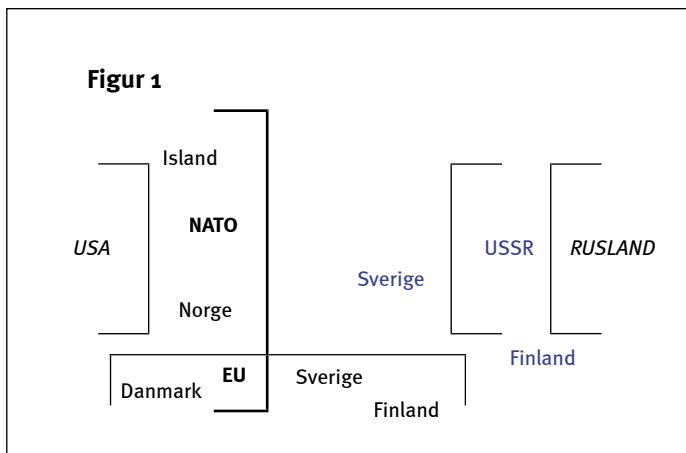 Figur 1
Island
NATO
USA
USSR
RUSLAND
Sverige
Norge
Finland
EU
Sverige
Danmark
Finland